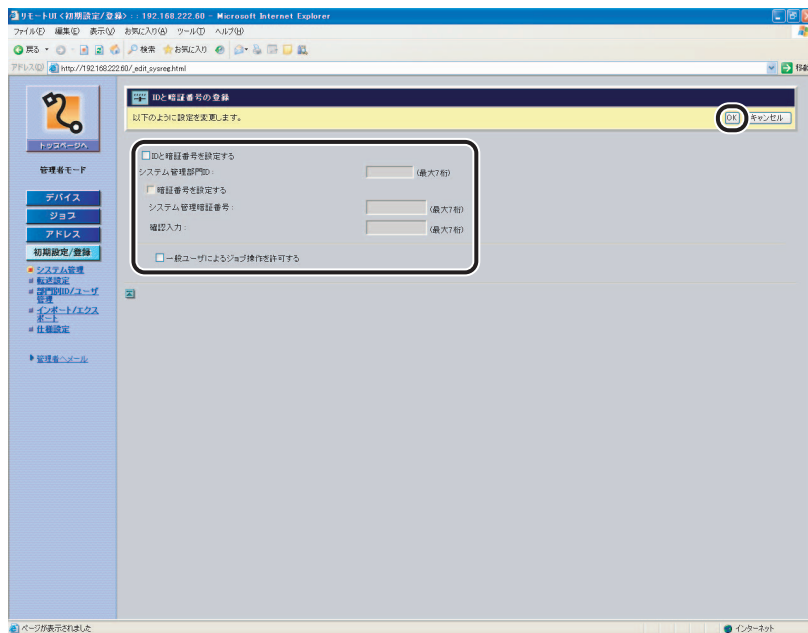 リモートUI <初期設定/登録> : : 192.168.222.60 - Microsoft Internet Explorer
ファイル(F) 編集(E) 表示(V) お気に入り(A) ツール(T) ヘルプ(H)
戻る 検索 お気に入り
アドレス(D) http://192.168.222.60/_edit_sysreg.html 移動
IDと暗証番号の登録
以下のように設定を変更します。 OK キャンセル
トップページへ
管理者モード
デバイス
ジョブ
アドレス
初期設定/登録
システム管理
転送設定
部門別ID/ユーザ
管理
インポート/エクス
ポート
仕様設定
管理者へメール
IDと暗証番号を設定する
システム管理部門ID: (最大7桁)
暗証番号を設定する
システム管理暗証番号: (最大7桁)
確認入力: (最大7桁)
一般ユーザによるジョブ操作を許可する
ページが表示されました インターネット